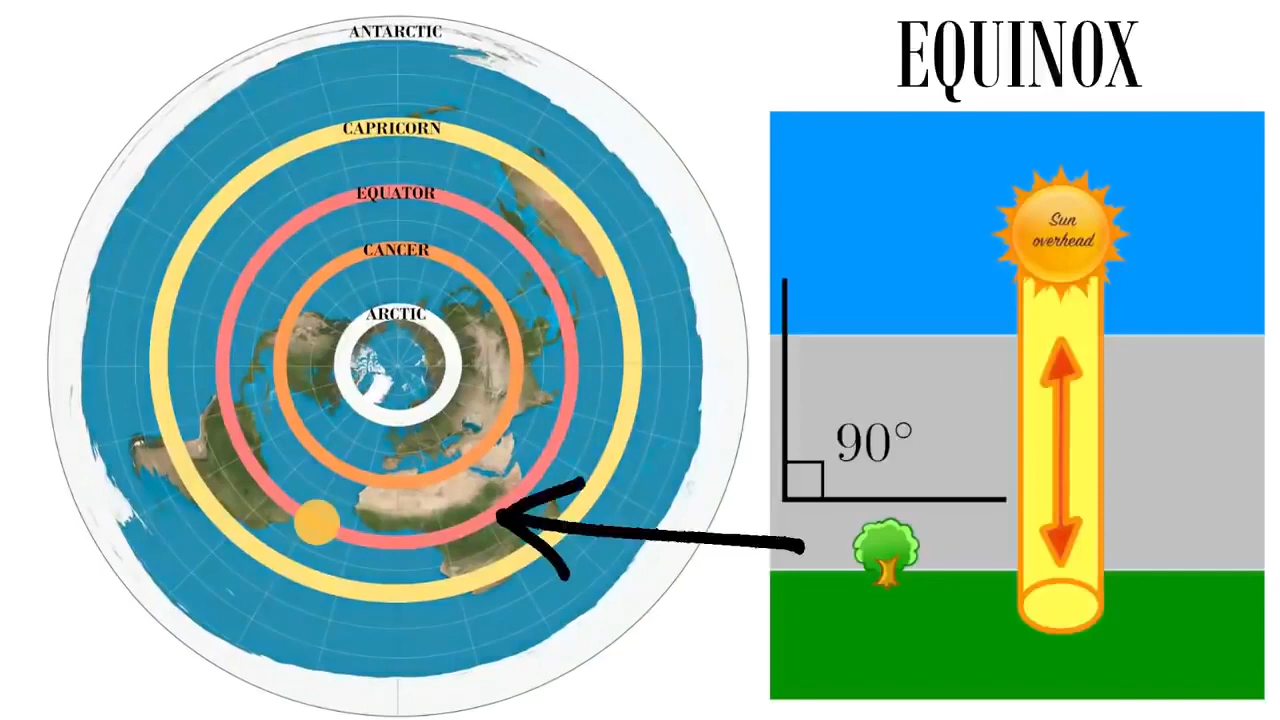 ANTARCTIC
CAPRICORN
EQUATOR
CANCER
ARCTIC
EQUINOX
Sun
overhead
90°